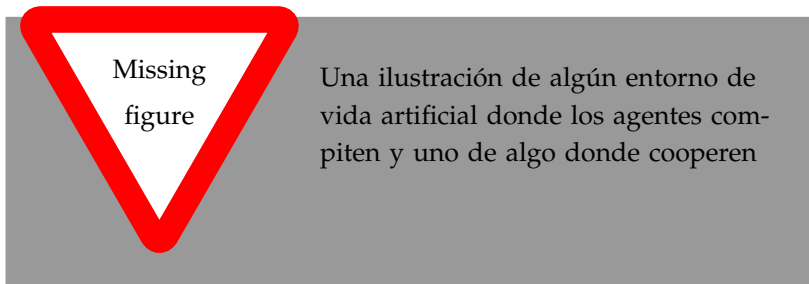 Missing
figure
Una ilustración de algún entorno de
vida artificial donde los agentes com-
piten y uno de algo donde cooperen